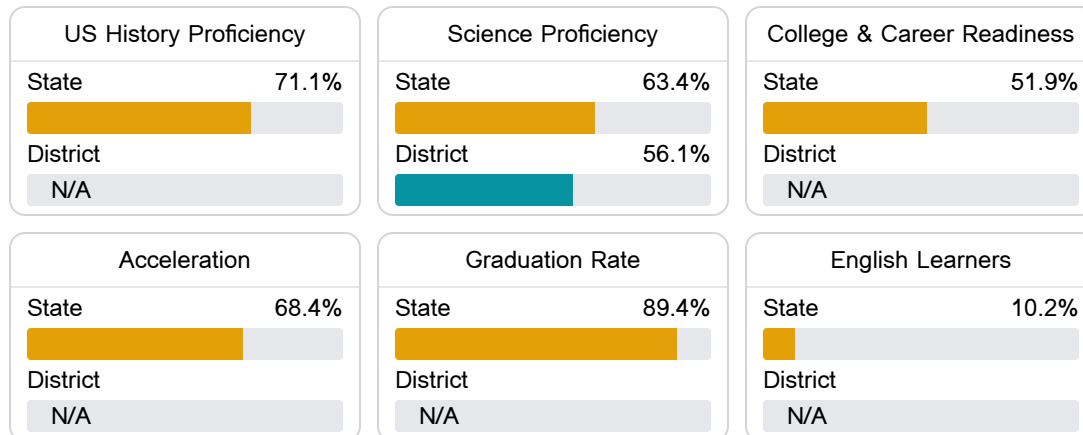 US History Proficiency
State 71.1%
District
N/A
Science Proficiency
State 63.4%
District 56.1%
College & Career Readiness
State 51.9%
District
N/A
Acceleration
State 68.4%
District
N/A
Graduation Rate
State 89.4%
District
N/A
English Learners
State 10.2%
District
N/A